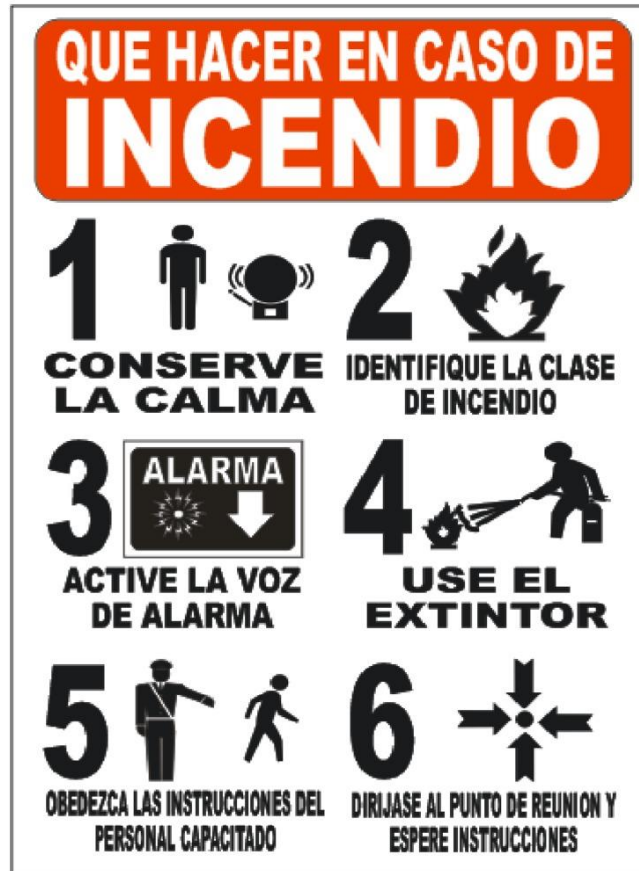 QUE HACER EN CASO DE
INCENDIO
1
CONSERVE
LA CALMA
2
IDENTIFIQUE LA CLASE
DE INCENDIO
3
ALARMA
ACTIVE LA VOZ
DE ALARMA
4
USE EL
EXTINTOR
5
OBEDEZCA LAS INSTRUCCIONES DEL
PERSONAL CAPACITADO
6
DIRIJASE AL PUNTO DE REUNION Y
ESPERE INSTRUCCIONES